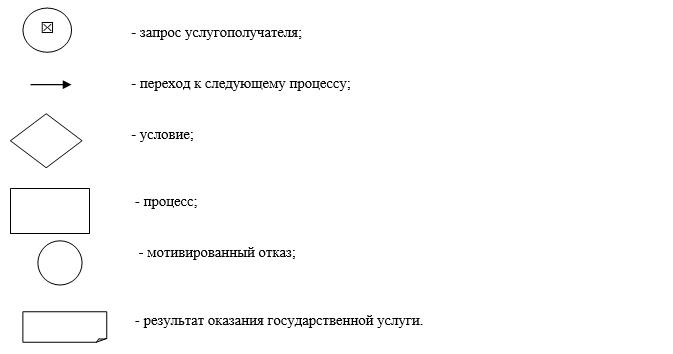 - запрос услугополучателя;
- переход к следующему процессу;
- условие;
- процесс;
- мотивированный отказ;
- результат оказания государственной услуги.